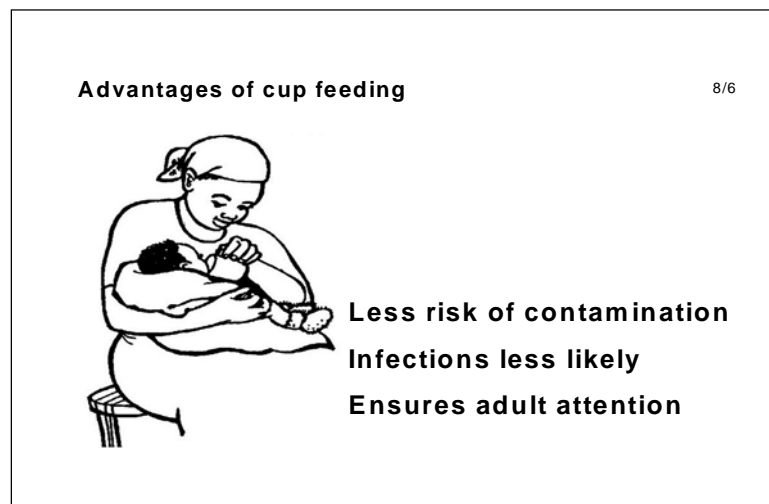 Advantages of cup feeding 8/6
Less risk of contamination
Infections less likely
Ensures adult attention